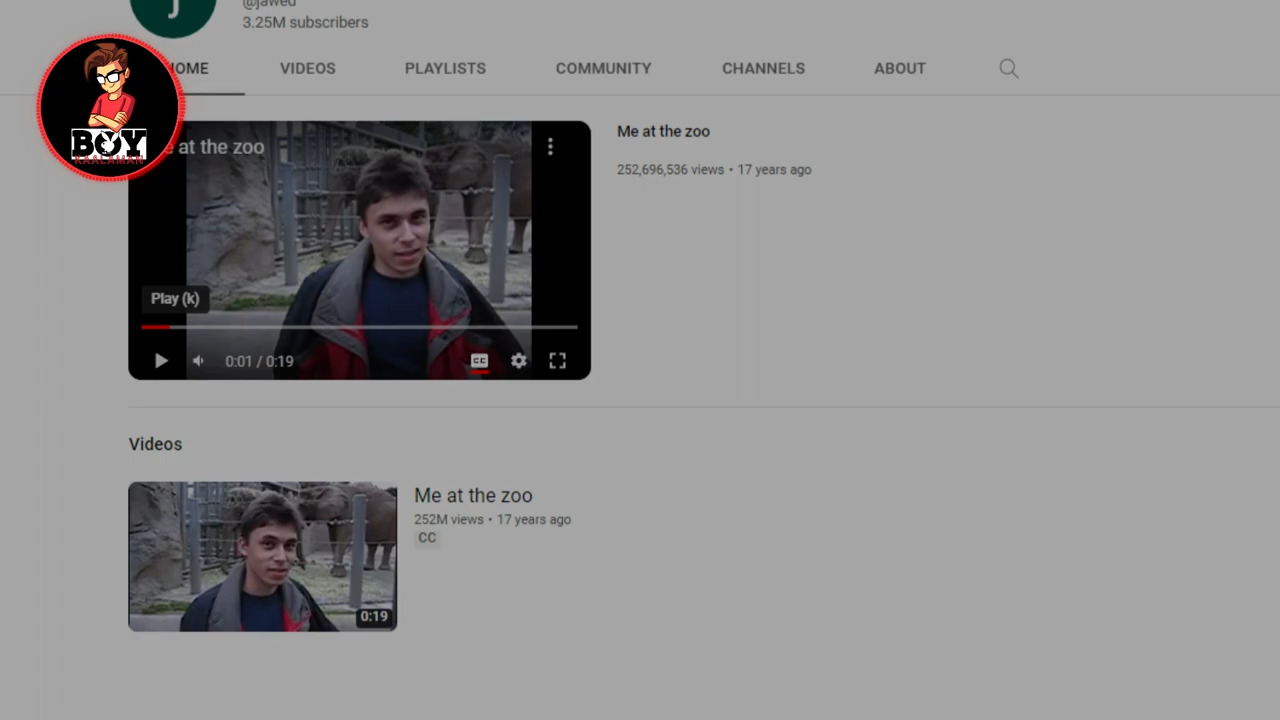 @jawed
3.25M subscribers
HOME VIDEOS PLAYLISTS COMMUNITY CHANNELS ABOUT
BOY
KAALAMAN
e at the zoo
Me at the zoo
252,696,536 views • 17 years ago
Play (k)
0:01 / 0:19
CC
Videos
Me at the zoo
252M views • 17 years ago
CC
0:19